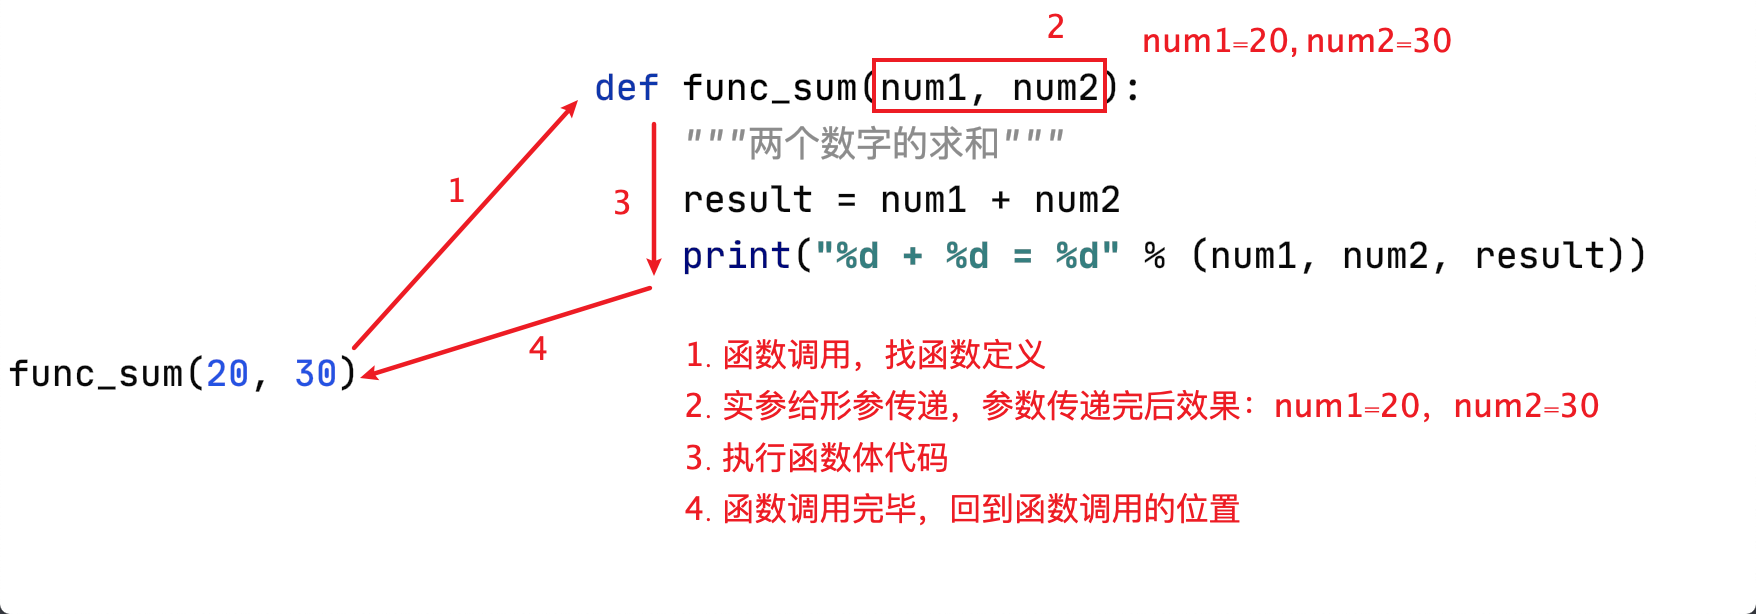 2
num1=20, num2=30
def func_sum(num1, num2):
"""两个数字的求和"""
1
3
result = num1 + num2
print("%d + %d = %d" % (num1, num2, result))
4
func_sum(20, 30)
1. 函数调用，找函数定义
2. 实参给形参传递，参数传递完后效果：num1=20，num2=30
3. 执行函数体代码
4. 函数调用完毕，回到函数调用的位置